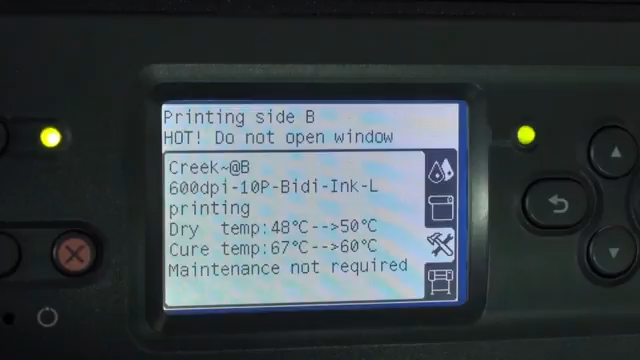 Printing side B
HOT! Do not open window
Creek~@B
600dpi-10P-Bidi-Ink-L
printing
Dry temp:48℃-->50℃
Cure temp:67℃-->60℃
Maintenance not required